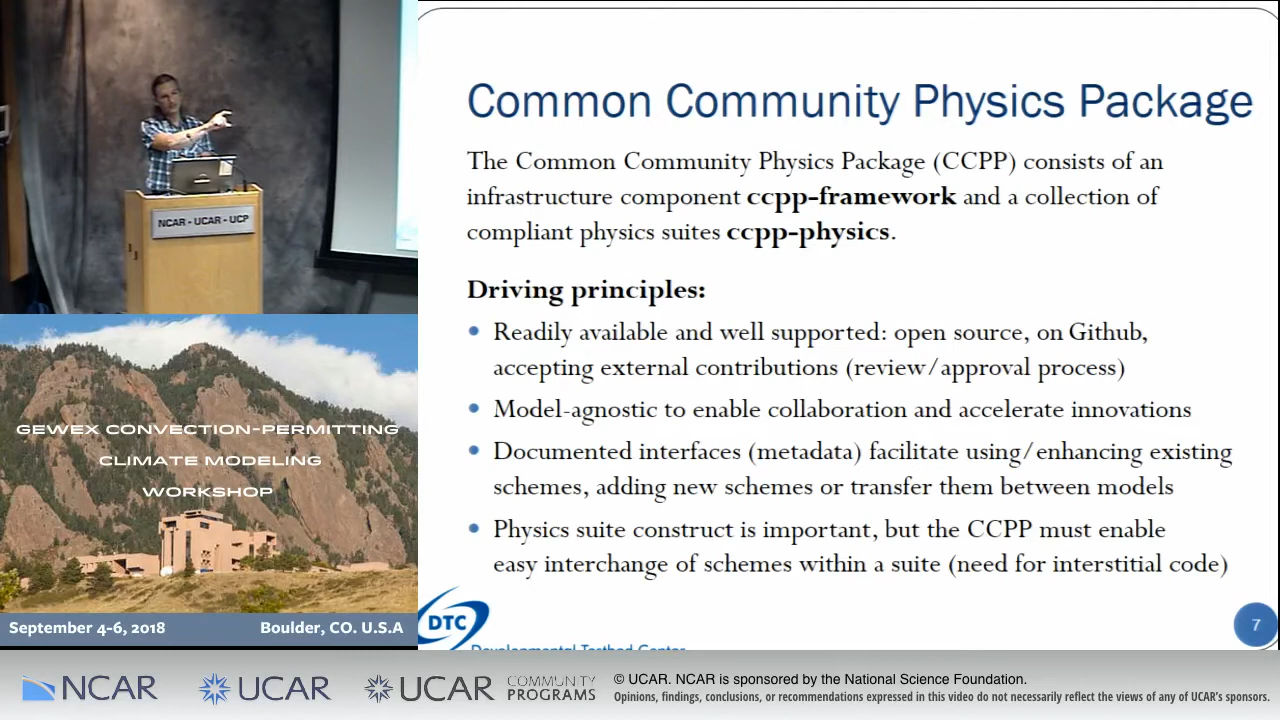 NCAR - UCAR - UCP
GEWEX CONVECTION-PERMITTING
CLIMATE MODELING
WORKSHOP
September 4-6, 2018
Boulder, CO. U.S.A
Common Community Physics Package
The Common Community Physics Package (CCPP) consists of an
infrastructure component ccpp-framework and a collection of
compliant physics suites ccpp-physics.
Driving principles:
• Readily available and well supported: open source, on Github,
accepting external contributions (review/approval process)
• Model-agnostic to enable collaboration and accelerate innovations
• Documented interfaces (metadata) facilitate using/enhancing existing
schemes, adding new schemes or transfer them between models
• Physics suite construct is important, but the CCPP must enable
easy interchange of schemes within a suite (need for interstitial code)
DTC
Developmental Testbed Center
7
NCAR
UCAR
UCAR
COMMUNITY
PROGRAMS
© UCAR. NCAR is sponsored by the National Science Foundation.
Opinions, findings, conclusions, or recommendations expressed in this video do not necessarily reflect the views of any of UCAR's sponsors.